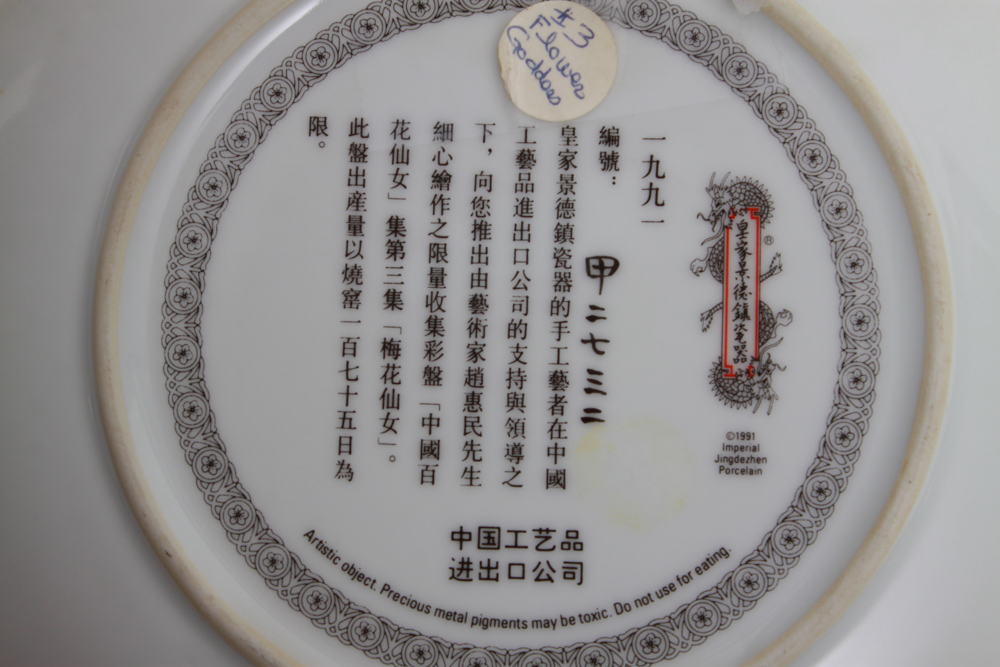 #3
Flower
Goddess
皇家景德鎮瓷器
®
©1991
Imperial
Jingdezhen
Porcelain
一九九一
編號：甲二七三二
皇家景德鎮瓷器的手工藝者在中國
工藝品進出口公司的支持與領導之
下，向您推出由藝術家趙惠民先生
細心繪作之限量收集彩盤「中國百
花仙女」集第三集「梅花仙女」。
此盤出產量以燒窑一百七十五日為
限。
中国工艺品
进出口公司
Artistic object. Precious metal pigments may be toxic. Do not use for eating.